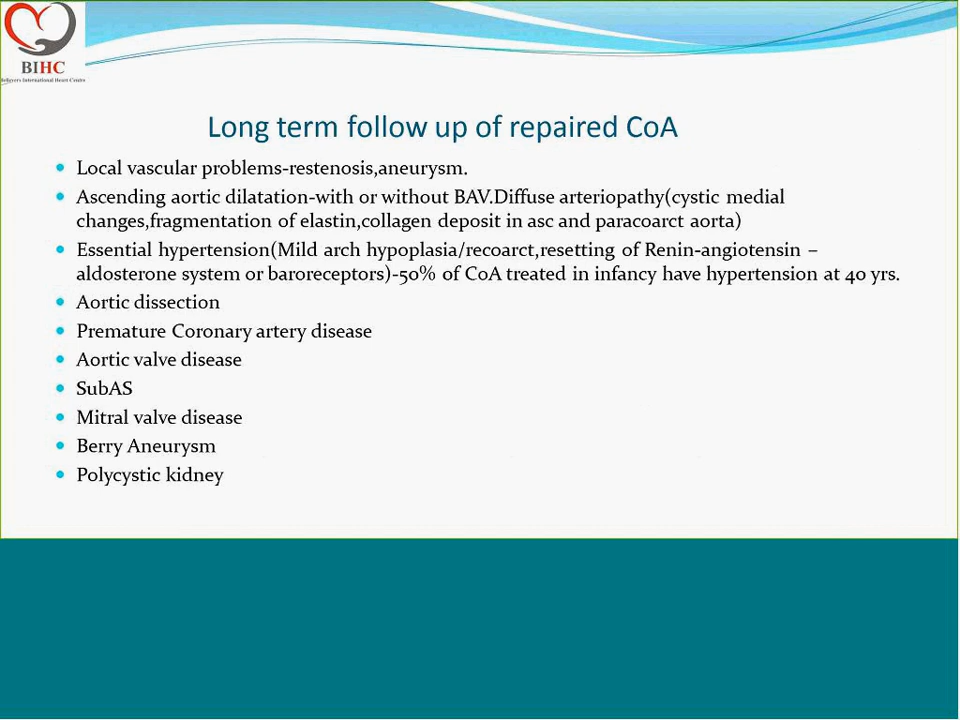 BIHC
Believers International Heart Centre
Long term follow up of repaired CoA
Local vascular problems-restenosis,aneurysm.
Ascending aortic dilatation-with or without BAV.Diffuse arteriopathy(cystic medial
changes,fragmentation of elastin,collagen deposit in asc and paracoarct aorta)
Essential hypertension(Mild arch hypoplasia/recoarct,resetting of Renin-angiotensin –
aldosterone system or baroreceptors)-50% of CoA treated in infancy have hypertension at 40 yrs.
Aortic dissection
Premature Coronary artery disease
Aortic valve disease
SubAS
Mitral valve disease
Berry Aneurysm
Polycystic kidney